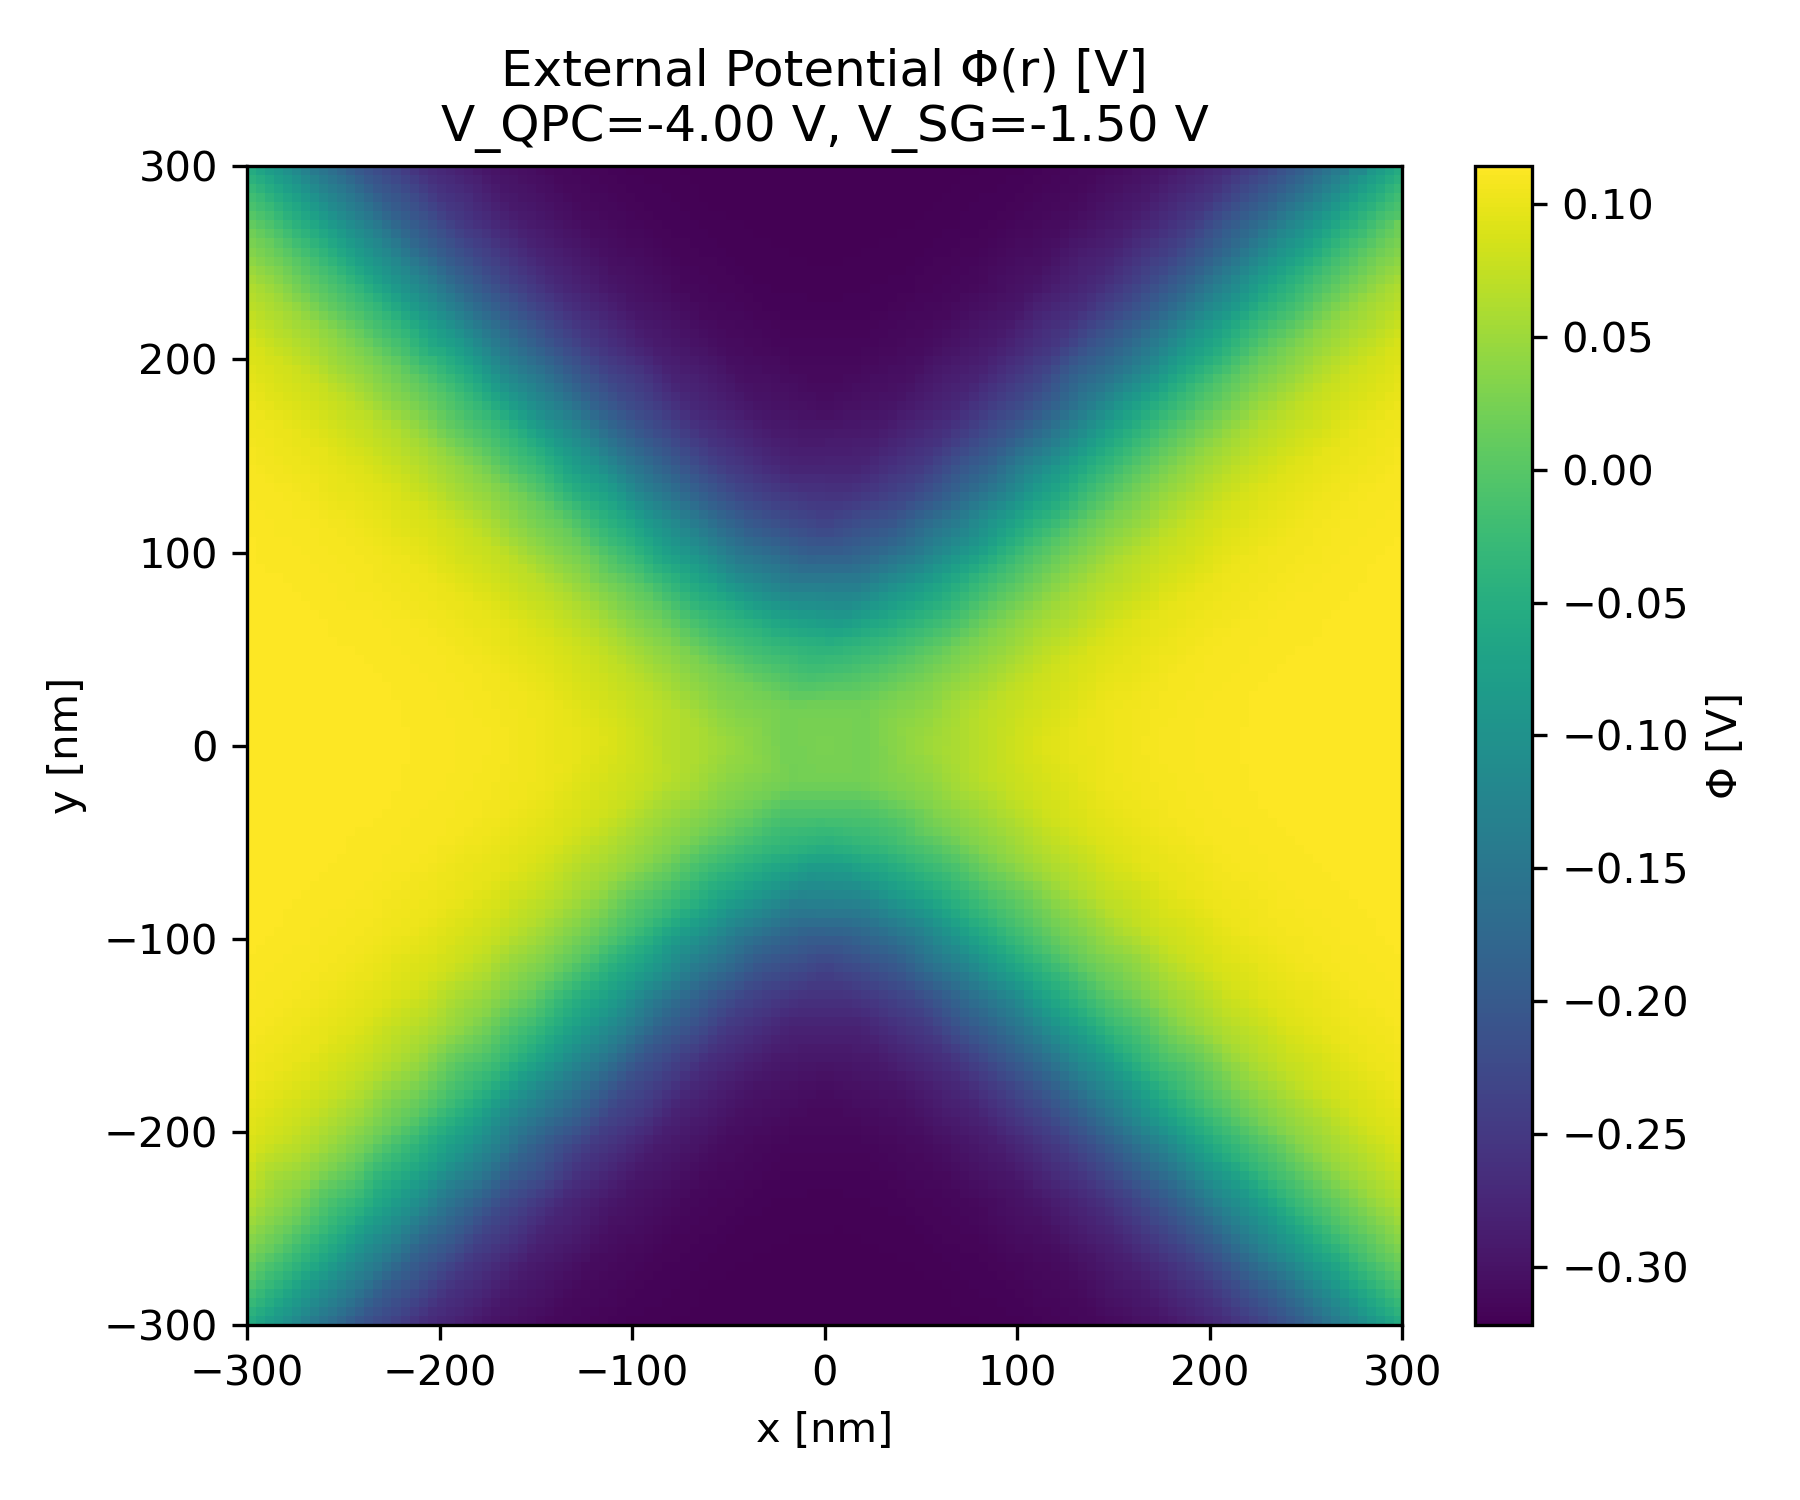 External Potential Φ(r) [V]
V_QPC=-4.00 V, V_SG=-1.50 V
300
200
100
0
−100
−200
−300
y [nm]
−300 −200 −100 0 100 200 300
x [nm]
0.10
0.05
0.00
−0.05
−0.10
−0.15
−0.20
−0.25
−0.30
Φ [V]